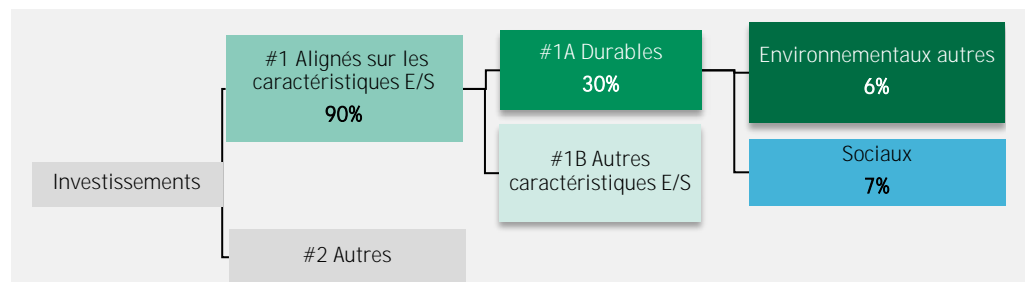 Investissements
#1 Alignés sur les
caractéristiques E/S
90%
#2 Autres
#1A Durables
30%
#1B Autres
caractéristiques E/S
Environnementaux autres
6%
Sociaux
7%